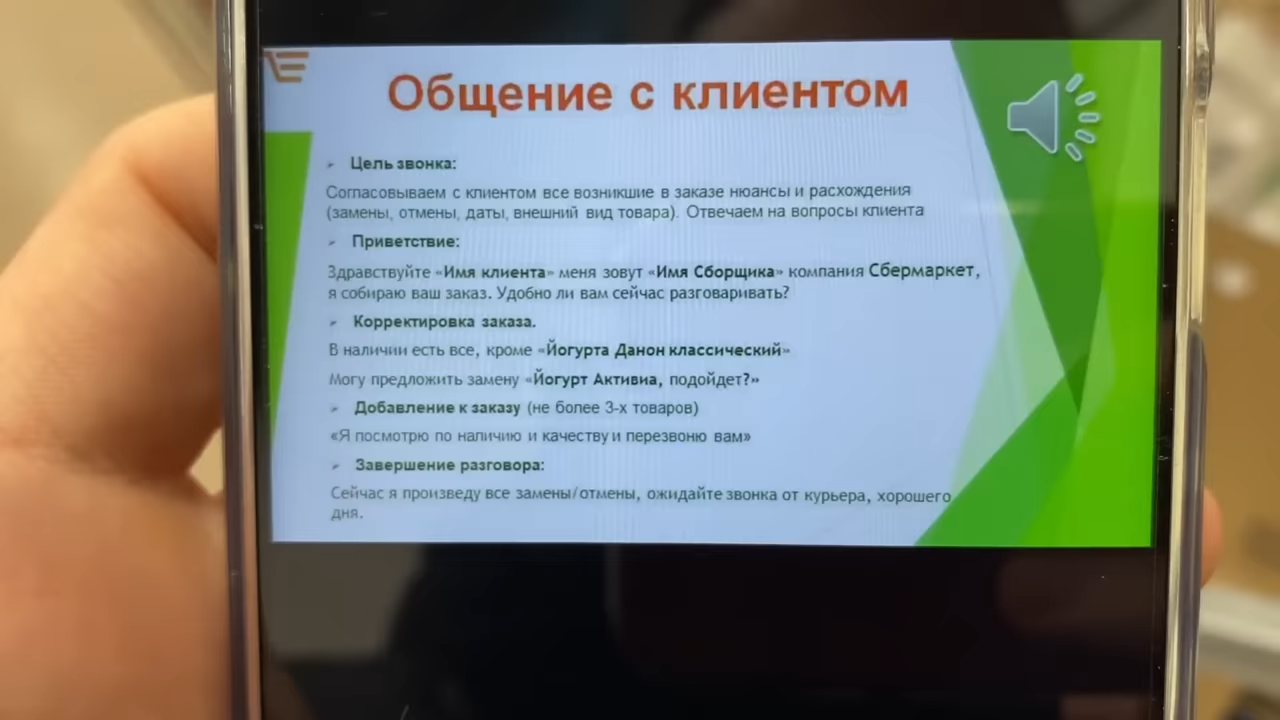 Общение с клиентом
Цель звонка:
Согласовываем с клиентом все возникшие в заказе нюансы и расхождения
(замены, отмены, даты, внешний вид товара). Отвечаем на вопросы клиента
Приветствие:
Здравствуйте «Имя клиента» меня зовут «Имя Сборщика» компания Сбермаркет,
я собираю ваш заказ. Удобно ли вам сейчас разговаривать?
Корректировка заказа.
В наличии есть все, кроме «Йогурта Данон классический»
Могу предложить замену «Йогурт Активиа, подойдет?»
Добавление к заказу (не более 3-х товаров)
«Я посмотрю по наличию и качеству и перезвоню вам»
Завершение разговора:
Сейчас я произведу все замены/отмены, ожидайте звонка от курьера, хорошего
дня.